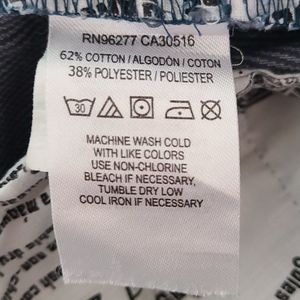 RN96277 CA30516
62% COTTON / ALGODÓN / COTON
38% POLYESTER / POLIESTER
30
MACHINE WASH COLD
WITH LIKE COLORS
USE NON-CHLORINE
BLEACH IF NECESSARY,
TUMBLE DRY LOW
COOL IRON IF NECESSARY